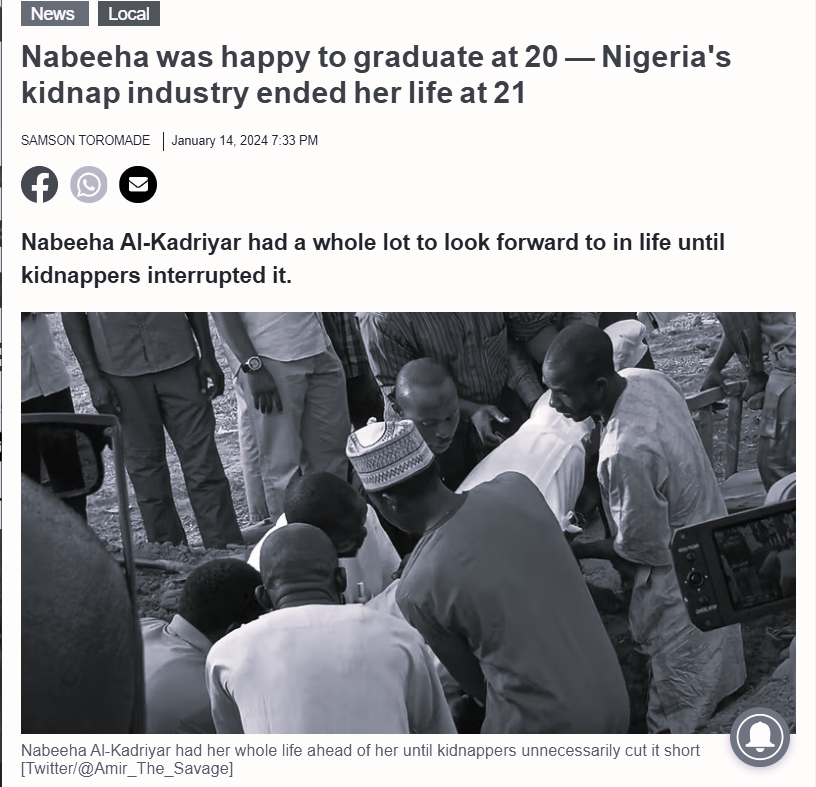 News Local
Nabeeha was happy to graduate at 20 — Nigeria's
kidnap industry ended her life at 21
SAMSON TOROMADE | January 14, 2024 7:33 PM
Nabeeha Al-Kadriyar had a whole lot to look forward to in life until
kidnappers interrupted it.
Nabeeha Al-Kadriyar had her whole life ahead of her until kidnappers unnecessarily cut it short
[Twitter/@Amir_The_Savage]